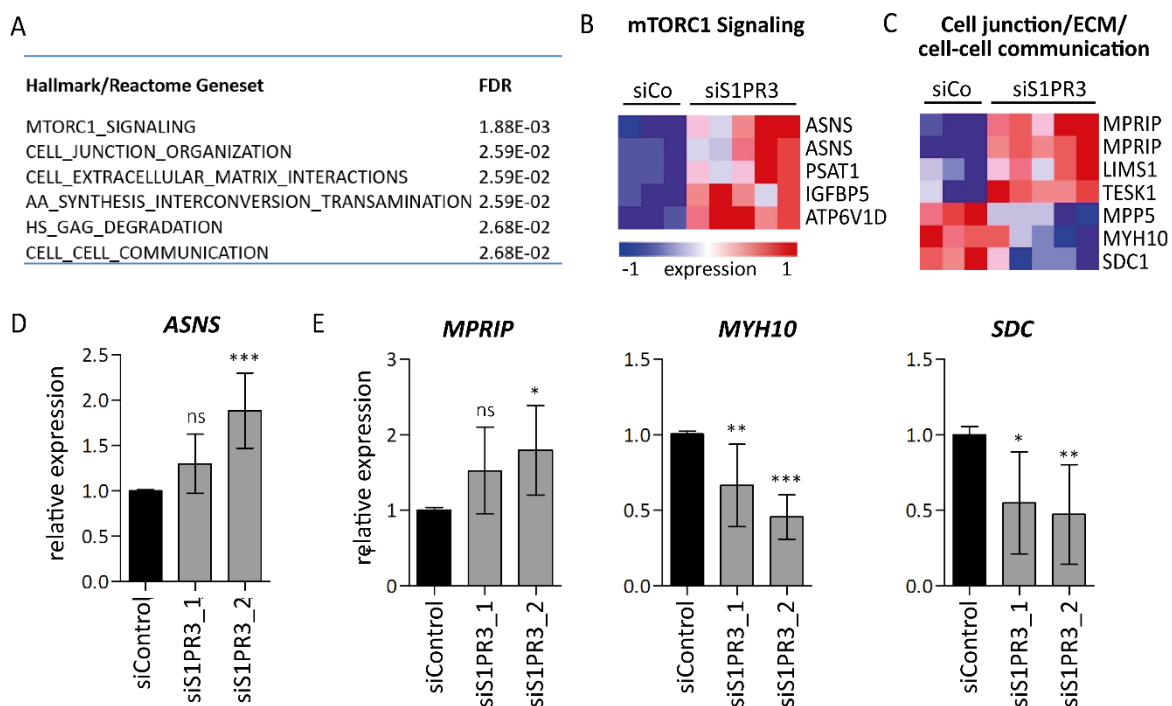 A
Hallmark/Reactome Geneset FDR
MTORC1_SIGNALING 1.88E-03
CELL_JUNCTION_ORGANIZATION 2.59E-02
CELL_EXTRACELLULAR_MATRIX_INTERACTIONS 2.59E-02
AA_SYNTHESIS_INTERCONVERSION_TRANSAMINATION 2.59E-02
HS_GAG_DEGRADATION 2.68E-02
CELL_CELL_COMMUNICATION 2.68E-02
B mTORC1 Signaling
siCo siS1PR3
ASNS
ASNS
PSAT1
IGFBP5
ATP6V1D
-1 expression 1
C Cell junction/ECM/
cell-cell communication
siCo siS1PR3
MPRIP
MPRIP
LIMS1
TESK1
MPP5
MYH10
SDC1
D ASNS
relative expression
2.5
2.0
1.5
1.0
0.5
0.0
ns
***
siControl
siS1PR3_1
siS1PR3_2
E MPRIP
relative expression
3
2
1
0
ns
*
siControl
siS1PR3_1
siS1PR3_2
MYH10
1.5
1.0
0.5
0.0
**
***
siControl
siS1PR3_1
siS1PR3_2
SDC
1.5
1.0
0.5
0.0
*
**
siControl
siS1PR3_1
siS1PR3_2